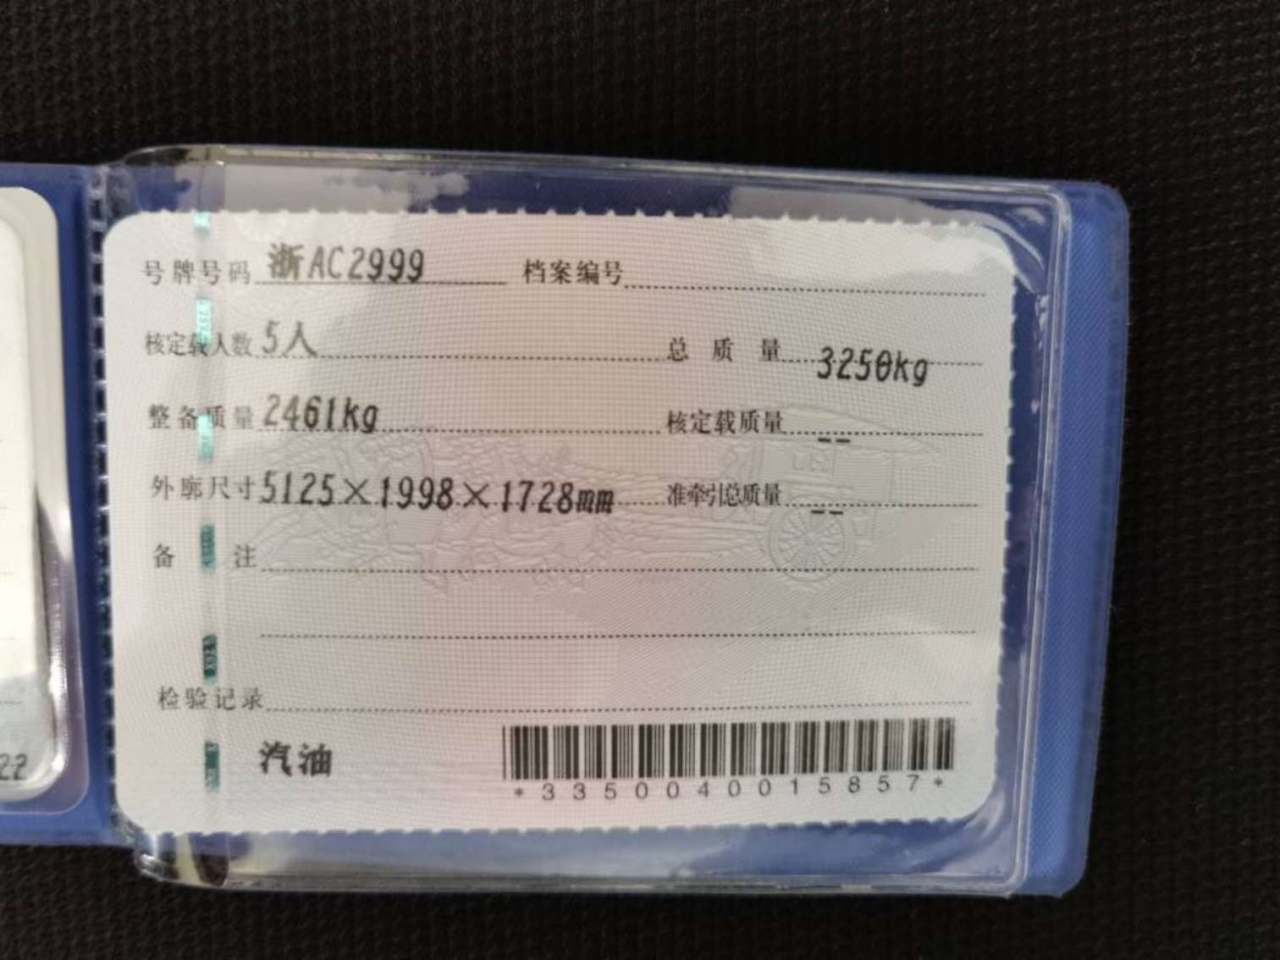 号牌号码 浙AC2999 档案编号
核定载人数 5人 总质量 3250kg
整备质量 2461kg 核定载质量 --
外廓尺寸 5125×1998×1728mm 准牵引总质量 --
备注
检验记录
汽油
*3350040015857*
22